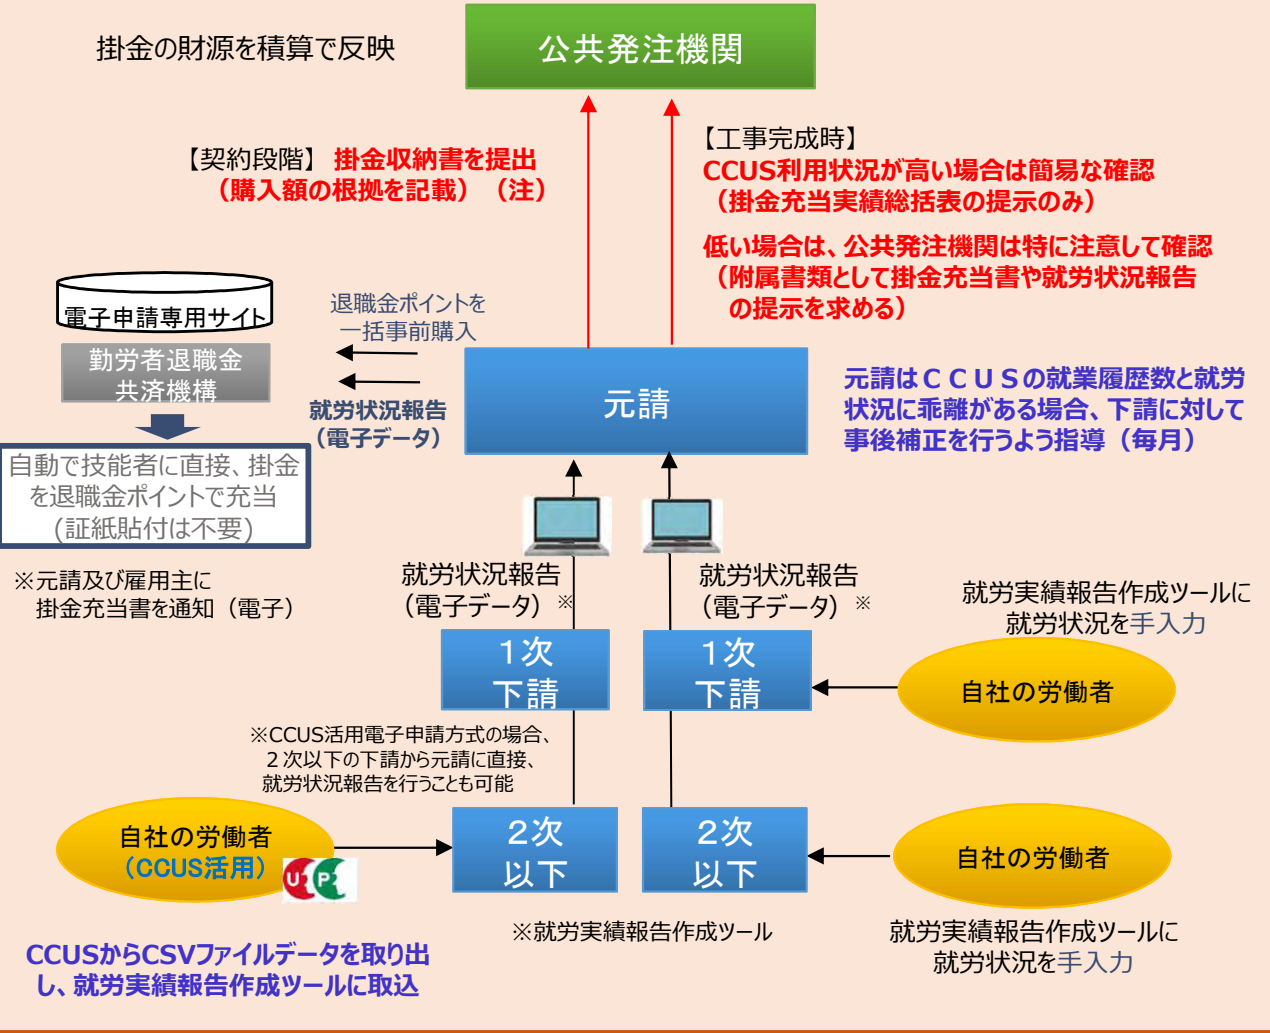 掛金の財源を積算で反映
公共発注機関
【契約段階】 掛金収納書を提出
（購入額の根拠を記載）（注）
【工事完成時】
CCUS利用状況が高い場合は簡易な確認
（掛金充当実績総括表の提示のみ）
低い場合は、公共発注機関は特に注意して確認
（附属書類として掛金充当書や就労状況報告
の提示を求める）
電子申請専用サイト
勤労者退職金
共済機構
退職金ポイントを
一括事前購入
就労状況報告
（電子データ）
元請
元請はＣＣＵＳの就業履歴数と就労
状況に乖離がある場合、下請に対して
事後補正を行うよう指導（毎月）
自動で技能者に直接、掛金
を退職金ポイントで充当
(証紙貼付は不要)
※元請及び雇用主に
掛金充当書を通知（電子）
就労状況報告
（電子データ）※
就労状況報告
（電子データ）※
就労実績報告作成ツールに
就労状況を手入力
１次
下請
１次
下請
自社の労働者
※CCUS活用電子申請方式の場合、
２次以下の下請から元請に直接、
就労状況報告を行うことも可能
自社の労働者
（CCUS活用）
２次
以下
２次
以下
自社の労働者
※就労実績報告作成ツール
就労実績報告作成ツールに
就労状況を手入力
CCUSからCSVファイルデータを取り出
し、就労実績報告作成ツールに取込